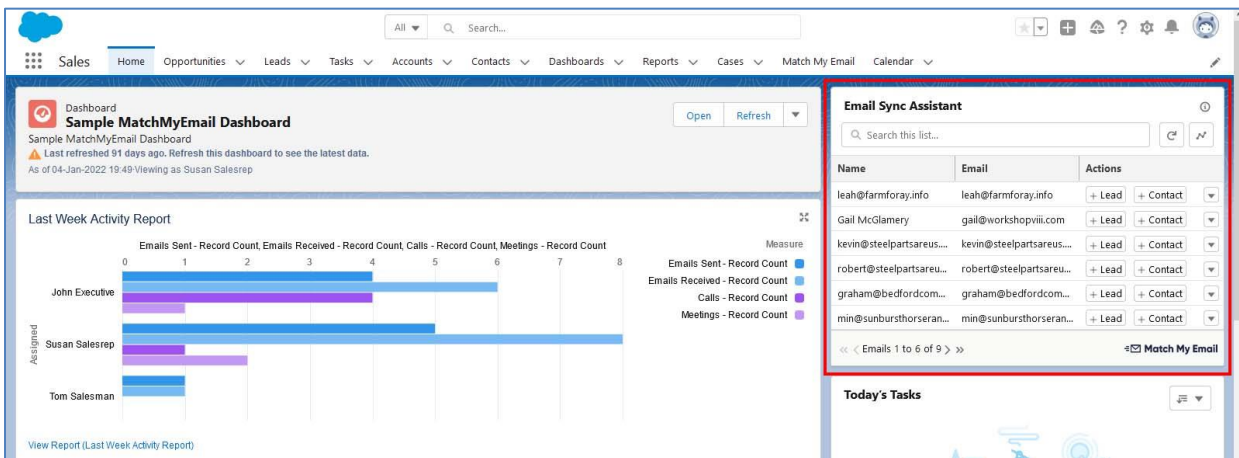 All Search...
Sales Home Opportunities Leads Tasks Accounts Contacts Dashboards Reports Cases Match My Email Calendar
Dashboard
Sample MatchMyEmail Dashboard
Open Refresh
Sample MatchMyEmail Dashboard
Last refreshed 91 days ago. Refresh this dashboard to see the latest data.
As of 04-Jan-2022 19:49·Viewing as Susan Salesrep
Last Week Activity Report
Emails Sent - Record Count, Emails Received - Record Count, Calls - Record Count, Meetings - Record Count
0 1 2 3 4 5 6 7 8
Assigned
John Executive
Susan Salesrep
Tom Salesman
Measure
Emails Sent - Record Count
Emails Received - Record Count
Calls - Record Count
Meetings - Record Count
View Report (Last Week Activity Report)
Email Sync Assistant
Search this list...
Name Email Actions
leah@farmforay.info leah@farmforay.info + Lead + Contact
Gail McGlamery gail@workshopviii.com + Lead + Contact
kevin@steelpartsareus.... kevin@steelpartsareus.... + Lead + Contact
robert@steelpartsareu... robert@steelpartsareu... + Lead + Contact
graham@bedfordcom... graham@bedfordcom... + Lead + Contact
min@sunbursthorseran... min@sunbursthorseran... + Lead + Contact
« < Emails 1 to 6 of 9 > » Match My Email
Today's Tasks